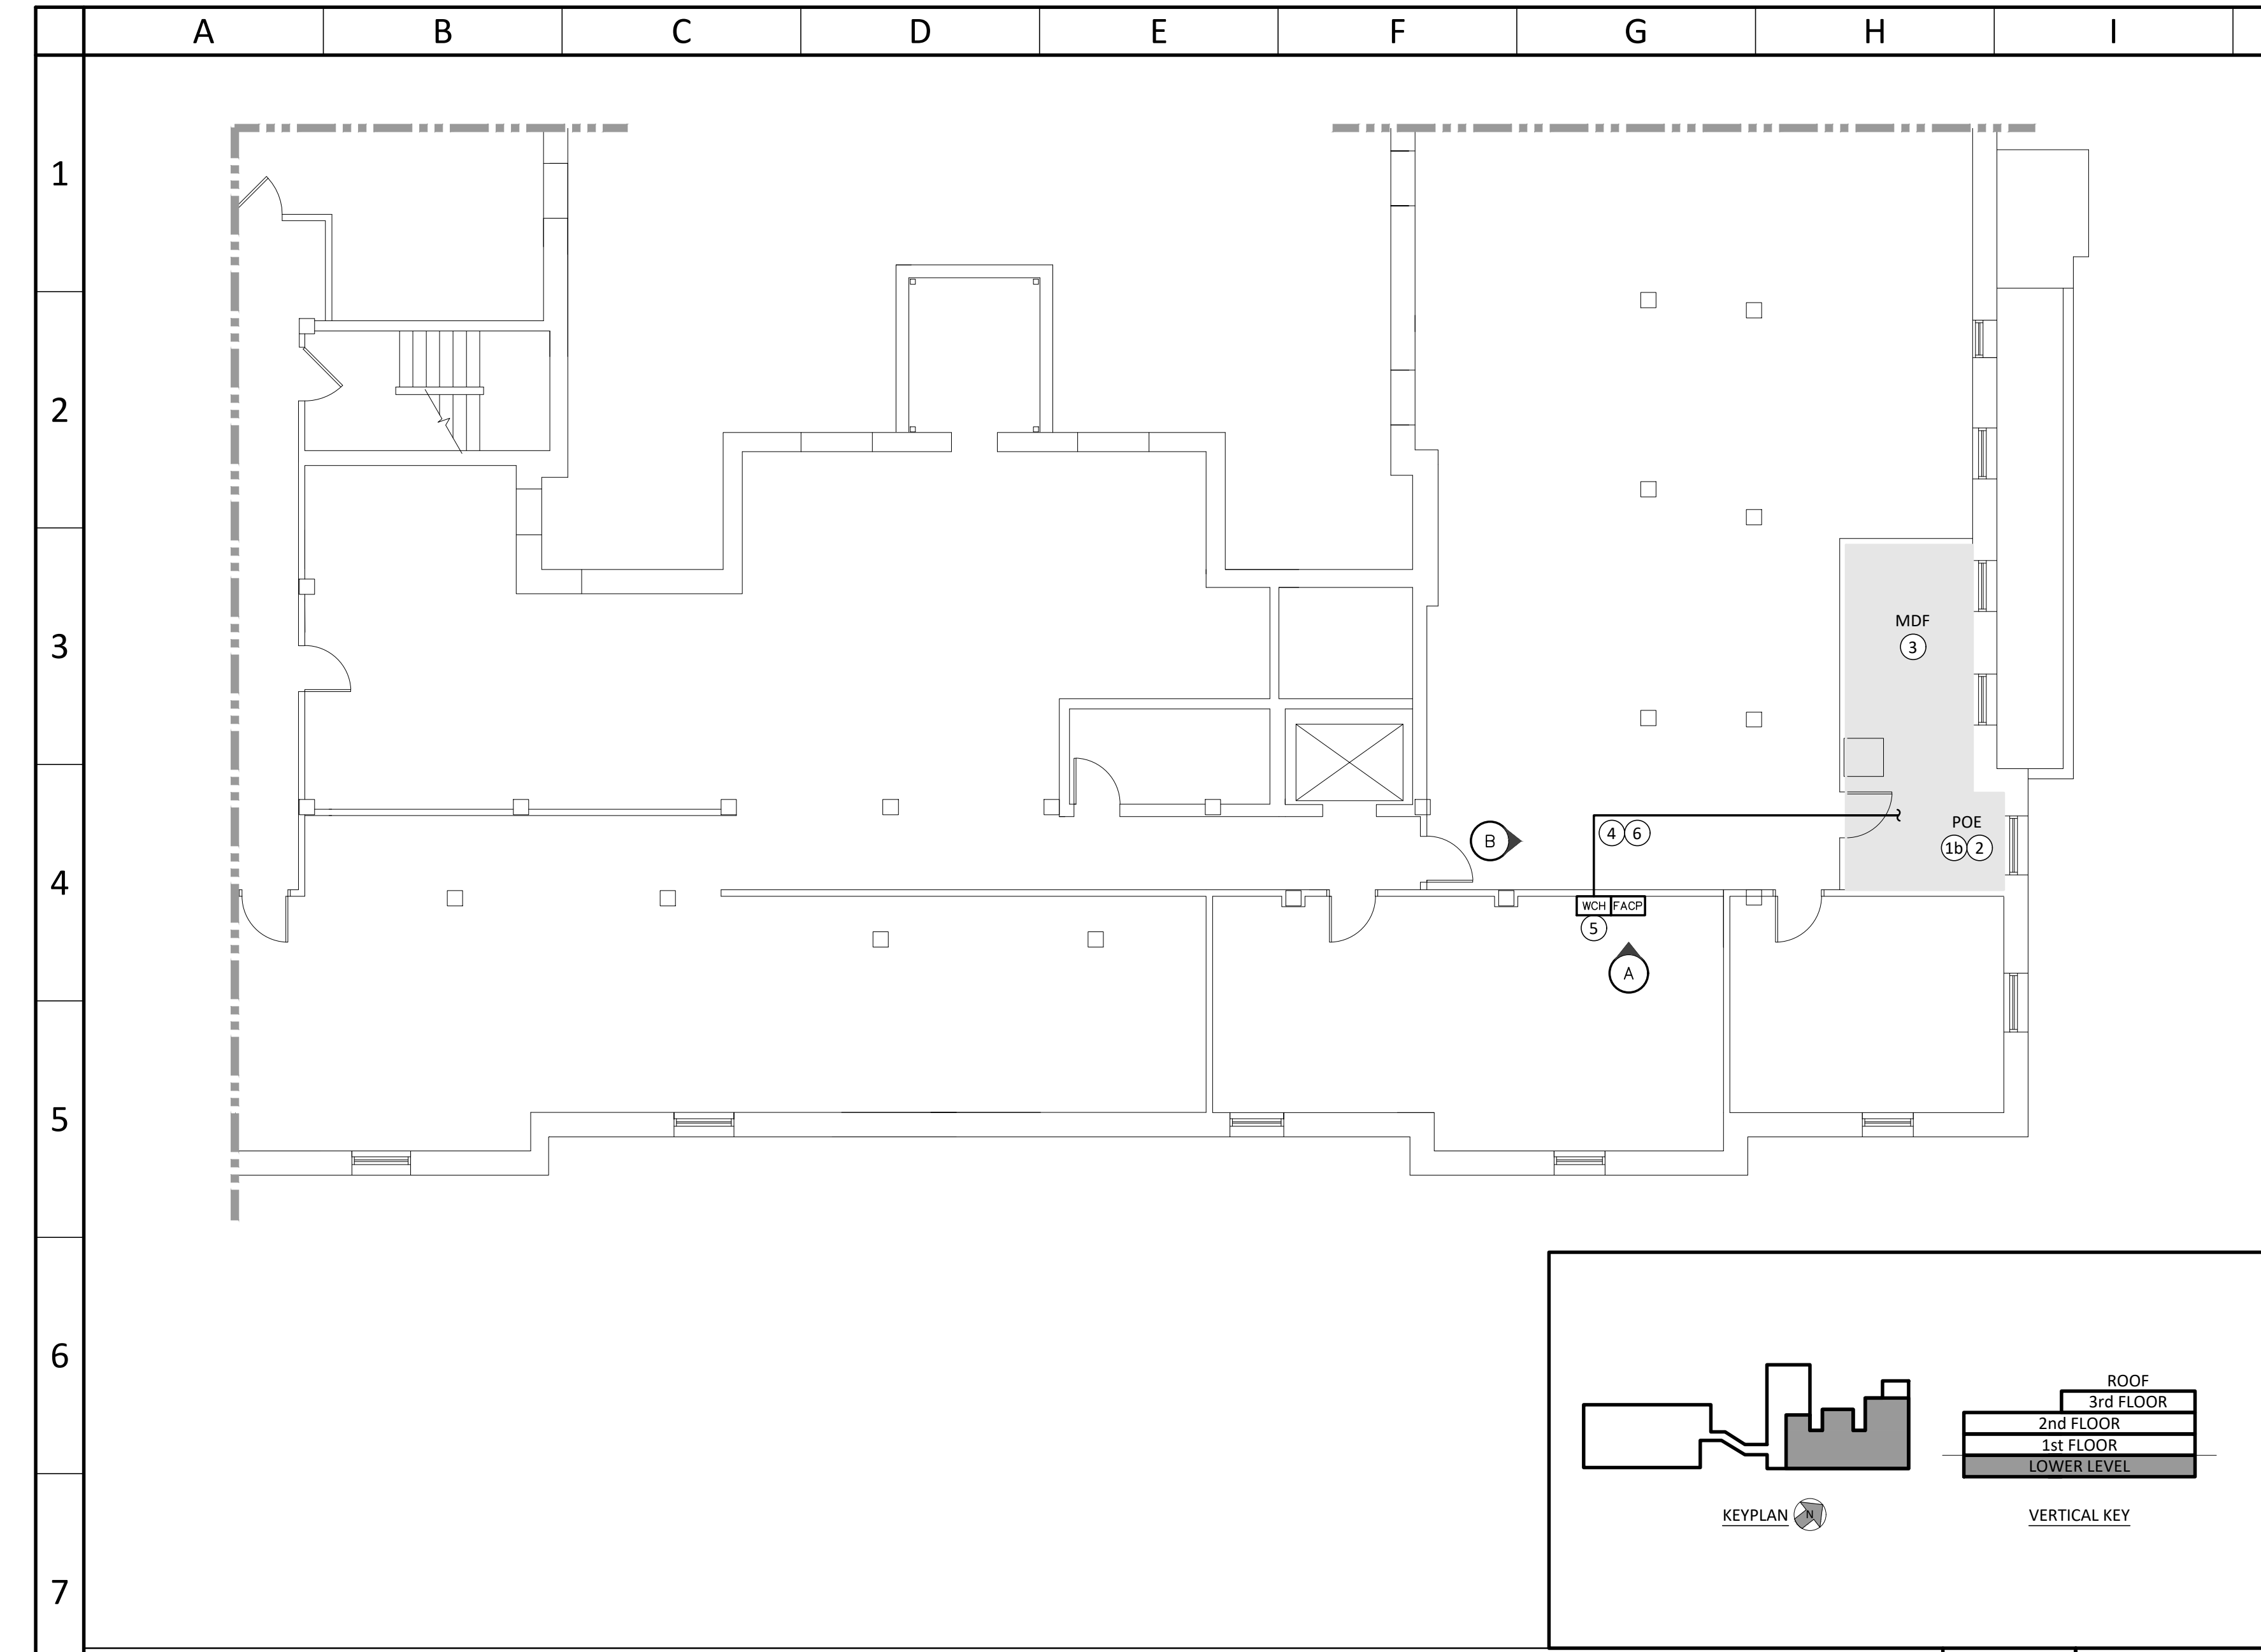 A B C D E F G H I
1
2
3
MDF
3
4 6
POE
1b 2
B
4
WCH FACP
5
A
5
6
ROOF
3rd FLOOR
2nd FLOOR
1st FLOOR
LOWER LEVEL
KEYPLAN N
VERTICAL KEY
7